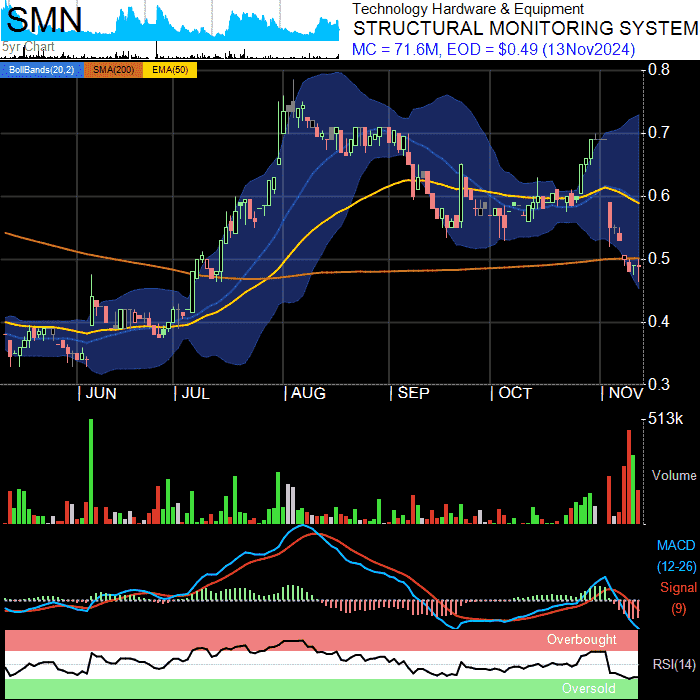 SMN
5yr Chart
Technology Hardware & Equipment
STRUCTURAL MONITORING SYSTEM
MC = 71.6M, EOD = $0.49 (13Nov2024)
BollBands(20,2) SMA(200) EMA(50)
0.8
0.7
0.6
0.5
0.4
0.3
JUN JUL AUG SEP OCT NOV
513k
Volume
MACD
(12-26)
Signal
(9)
Overbought
RSI(14)
Oversold